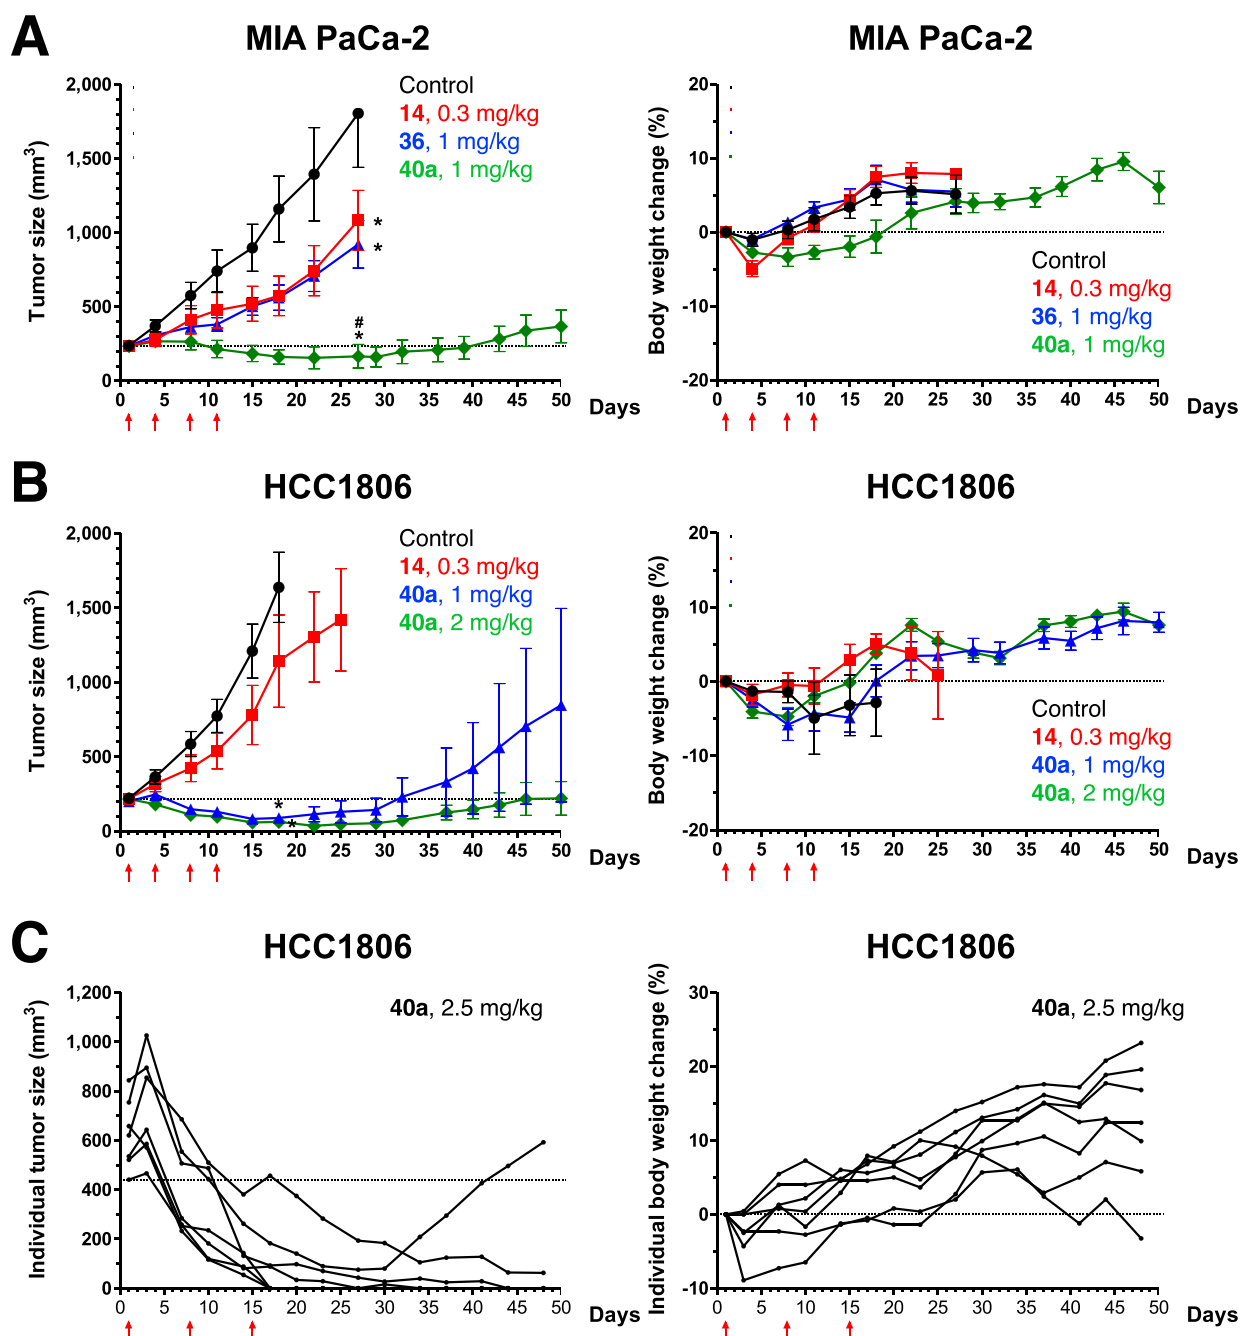 A
MIA PaCa-2
MIA PaCa-2
Tumor size (mm3)
2,000
1,500
1,000
500
0
Control
14, 0.3 mg/kg
36, 1 mg/kg
40a, 1 mg/kg
*
*
#
*
0 5 10 15 20 25 30 35 40 45 50 Days
Body weight change (%)
20
10
0
-10
-20
Control
14, 0.3 mg/kg
36, 1 mg/kg
40a, 1 mg/kg
0 5 10 15 20 25 30 35 40 45 50 Days
B
HCC1806
HCC1806
Tumor size (mm3)
2,000
1,500
1,000
500
0
Control
14, 0.3 mg/kg
40a, 1 mg/kg
40a, 2 mg/kg
*
*
0 5 10 15 20 25 30 35 40 45 50 Days
Body weight change (%)
20
10
0
-10
-20
Control
14, 0.3 mg/kg
40a, 1 mg/kg
40a, 2 mg/kg
0 5 10 15 20 25 30 35 40 45 50 Days
C
HCC1806
HCC1806
Individual tumor size (mm3)
1,200
1,000
800
600
400
200
0
40a, 2.5 mg/kg
0 5 10 15 20 25 30 35 40 45 50 Days
Individual body weight change (%)
30
20
10
0
-10
40a, 2.5 mg/kg
0 5 10 15 20 25 30 35 40 45 50 Days